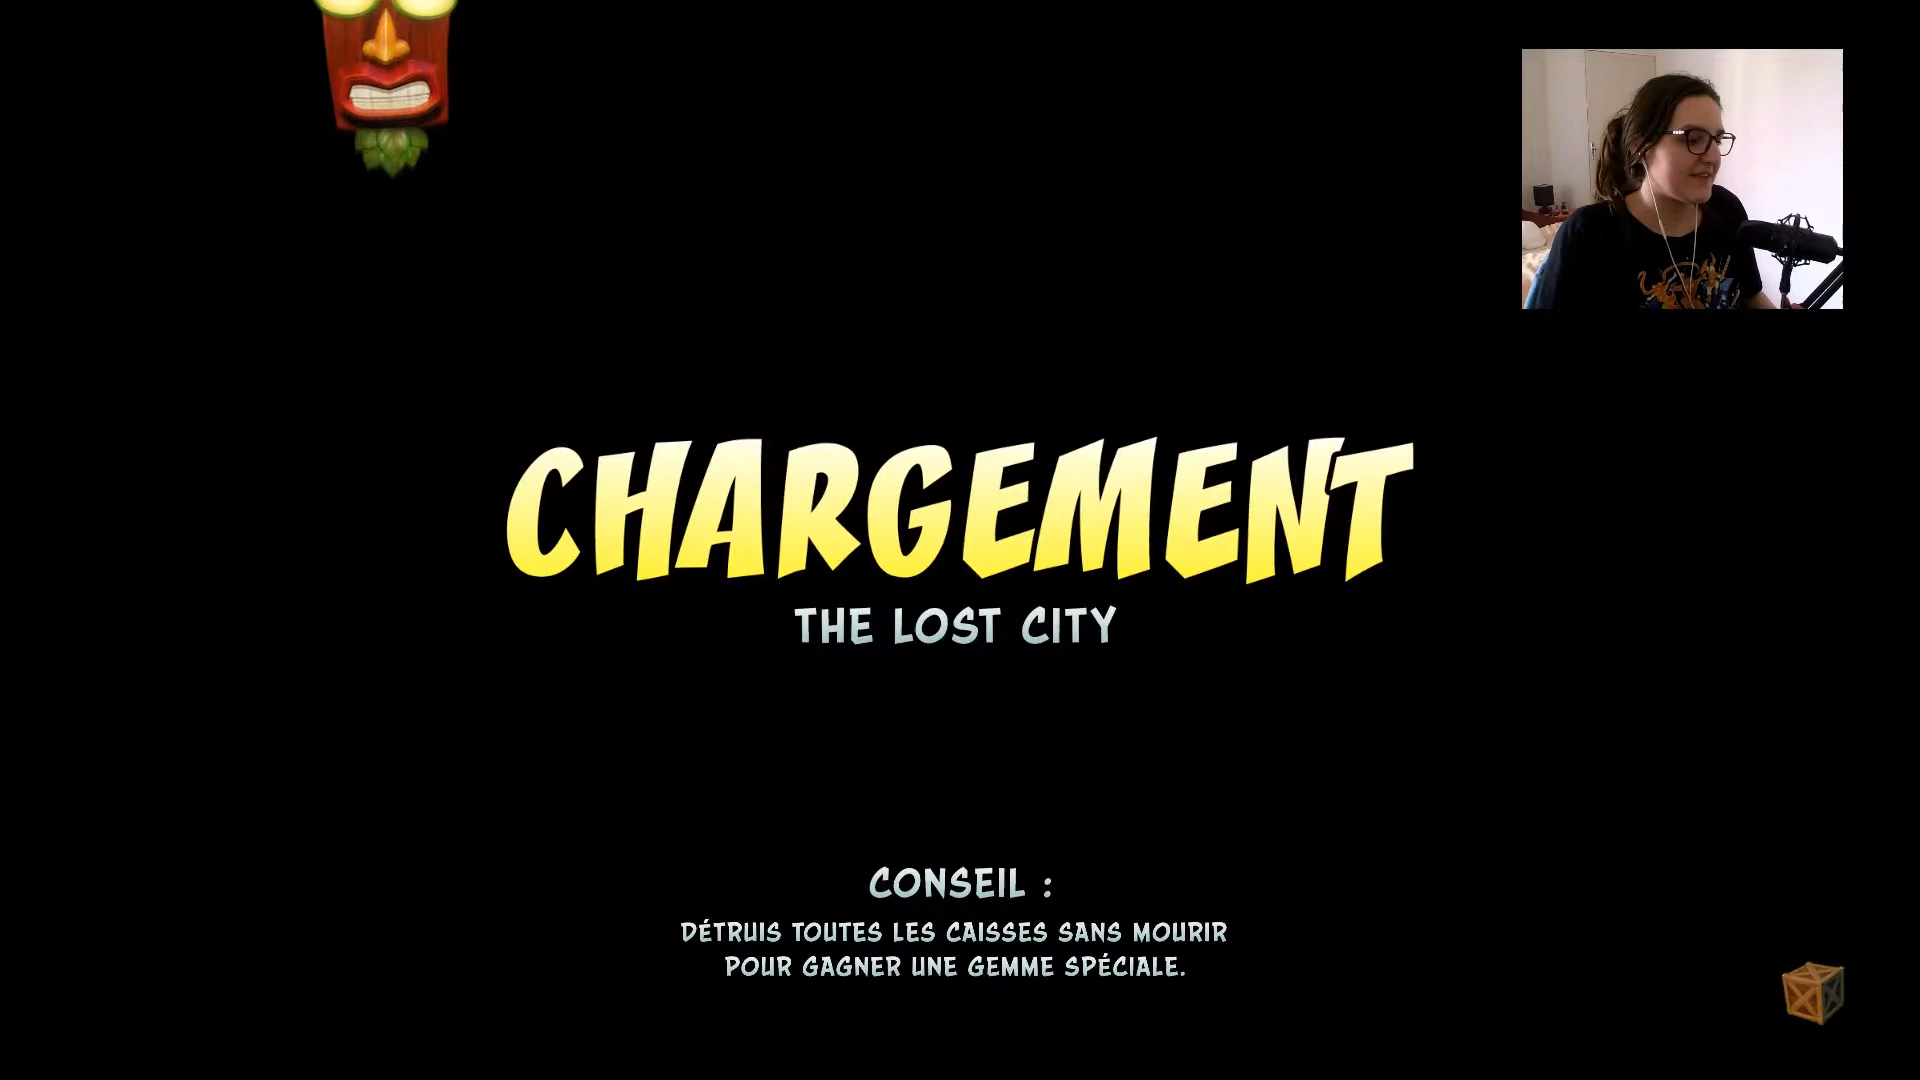 CHARGEMENT
THE LOST CITY
CONSEIL :
DÉTRUIS TOUTES LES CAISSES SANS MOURIR
POUR GAGNER UNE GEMME SPÉCIALE.